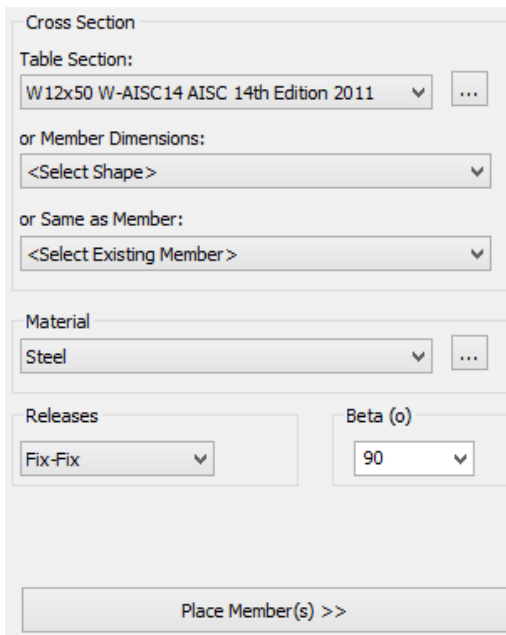 Cross Section
Table Section:
W12x50 W-AISC14 AISC 14th Edition 2011
...
or Member Dimensions:
<Select Shape>
or Same as Member:
<Select Existing Member>
Material
Steel
...
Releases
Beta (o)
Fix-Fix
90
Place Member(s) >>